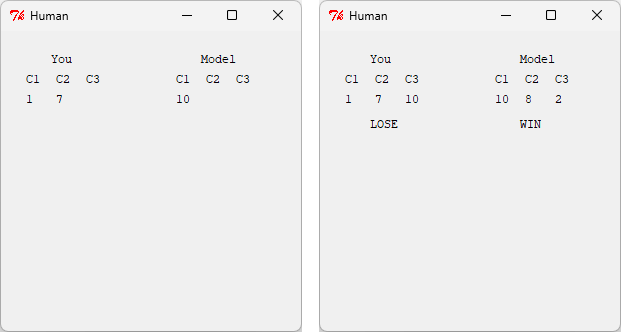 Human
You Model
C1 C2 C3 C1 C2 C3
1 7 10
Human
You Model
C1 C2 C3 C1 C2 C3
1 7 10 10 8 2
LOSE WIN